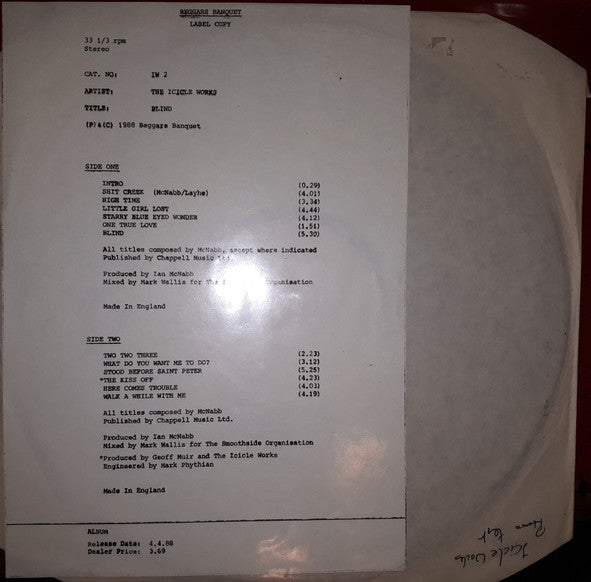 BEGGARS BANQUET
LABEL COPY
33 1/3 rpm
Stereo
CAT. NO: IW 2
ARTIST: THE ICICLE WORKS
TITLE: BLIND
(P)&(C) 1988 Beggars Banquet
SIDE ONE
INTRO (0.29)
SHIT CREEK (McNabb/Layhe) (4.01)
HIGH TIME (3.34)
LITTLE GIRL LOST (4.44)
STARRY BLUE EYED WONDER (4.12)
ONE TRUE LOVE (1.51)
BLIND (5.30)
All titles composed by McNabb, except where indicated
Published by Chappell Music Ltd.
Produced by Ian McNabb
Mixed by Mark Wallis for The Organisation
Made In England
SIDE TWO
TWO TWO THREE (2.23)
WHAT DO YOU WANT ME TO DO? (3.12)
STOOD BEFORE SAINT PETER (5.25)
*THE KISS OFF (4.23)
HERE COMES TROUBLE (4.03)
WALK A WHILE WITH ME (4.19)
All titles composed by McNabb
Published by Chappell Music Ltd.
Produced by Ian McNabb
Mixed by Mark Wallis for The Smoothside Organisation
*Produced by Geoff Muir and The Icicle Works
Engineered by Mark Phythian
Made In England
ALBUM
Release Date: 4.4.88
Dealer Price: 3.69
Icicle Works